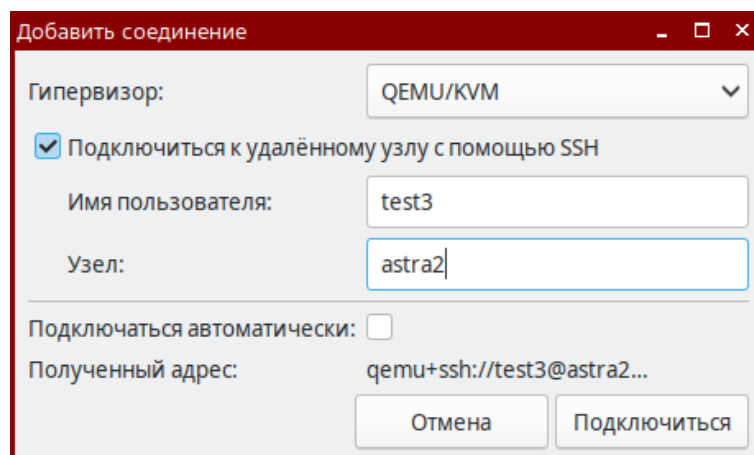 Добавить соединение
Гипервизор: QEMU/KVM
Подключиться к удалённому узлу с помощью SSH
Имя пользователя: test3
Узел: astra2
Подключаться автоматически:
Полученный адрес: qemu+ssh://test3@astra2...
Отмена Подключиться